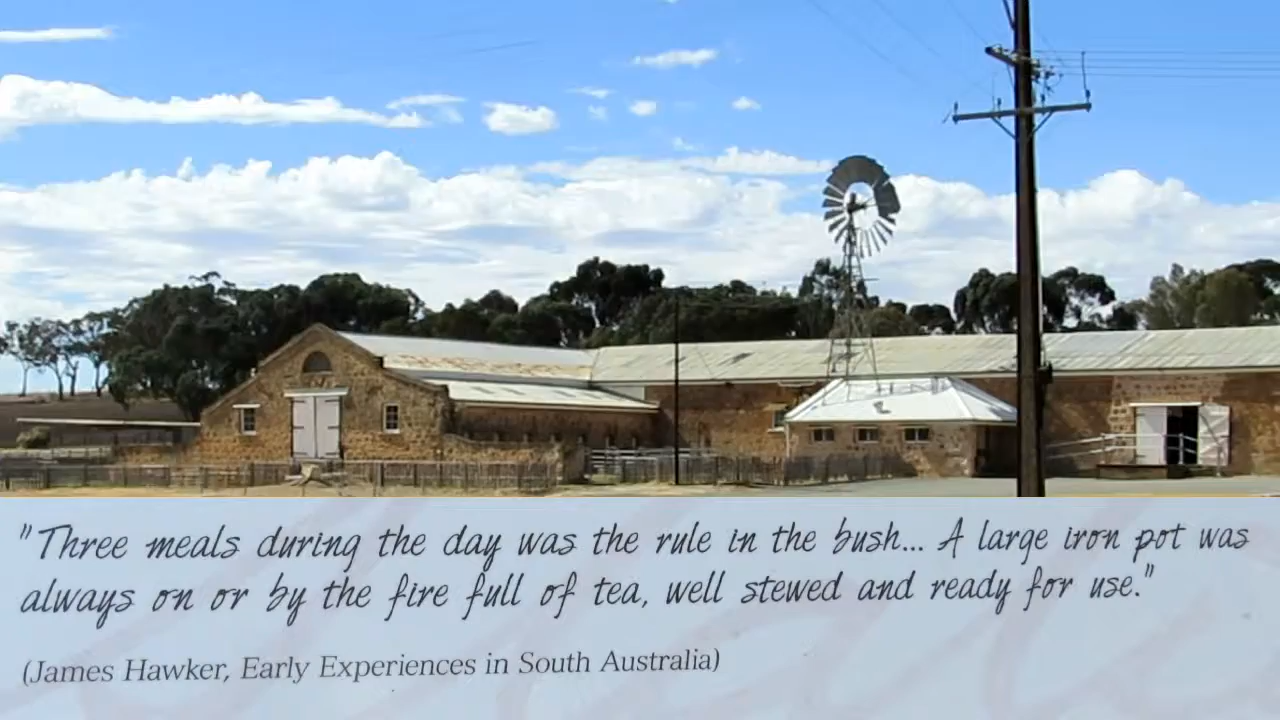 "Three meals during the day was the rule in the bush... A large iron pot was
always on or by the fire full of tea, well stewed and ready for use."
(James Hawker, Early Experiences in South Australia)